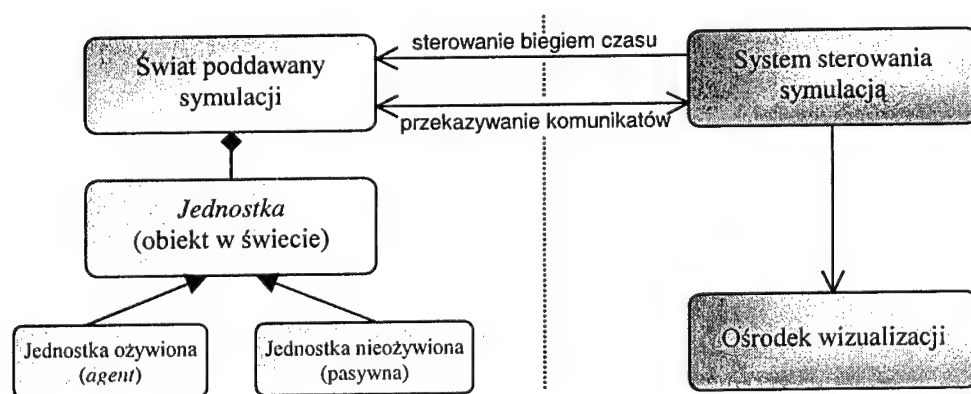 Świat poddawany
symulacji
sterowanie biegiem czasu
przekazywanie komunikatów
System sterowania
symulacją
Jednostka
(obiekt w świecie)
Jednostka ożywiona
(agent)
Jednostka nieożywiona
(pasywna)
Ośrodek wizualizacji